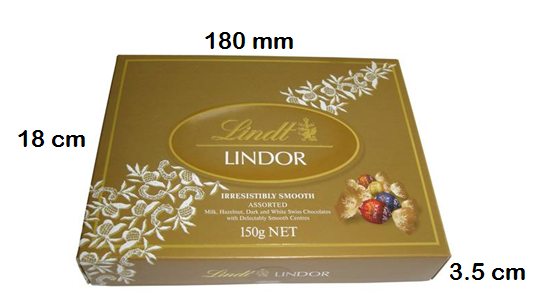 180 mm
18 cm
Lindt
LINDOR
IRRESISTIBLY SMOOTH
ASSORTED
Milk, Hazelnut, Dark and White Swiss Chocolates
with Delectably Smooth Centres
150g NET
Lindt LINDOR
3.5 cm